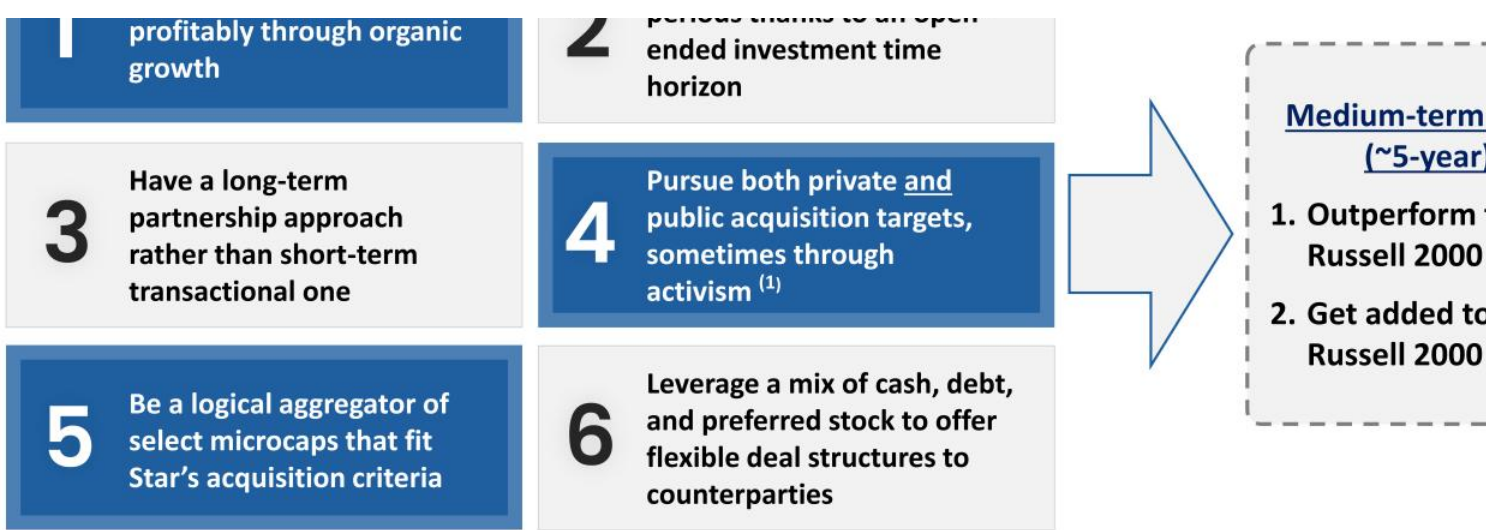 1
profitably through organic
growth
2
ended investment time
horizon
3
Have a long-term
partnership approach
rather than short-term
transactional one
4
Pursue both private and
public acquisition targets,
sometimes through
activism (1)
5
Be a logical aggregator of
select microcaps that fit
Star's acquisition criteria
6
Leverage a mix of cash, debt,
and preferred stock to offer
flexible deal structures to
counterparties
Medium-term
(~5-year)
1. Outperform
Russell 2000
2. Get added to
Russell 2000